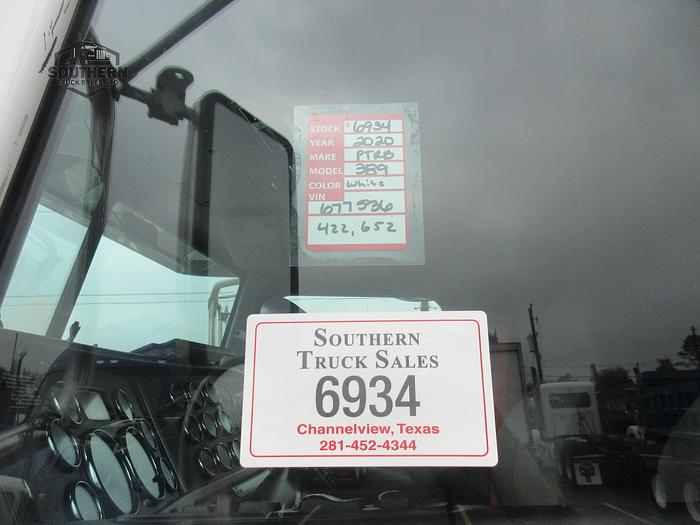 SOUTHERN
TRUCK SALES
STOCK # 6934
YEAR 2020
MAKE PTRB
MODEL 389
COLOR White
VIN
677536
422,652
SOUTHERN
TRUCK SALES
6934
Channelview, Texas
281-452-4344